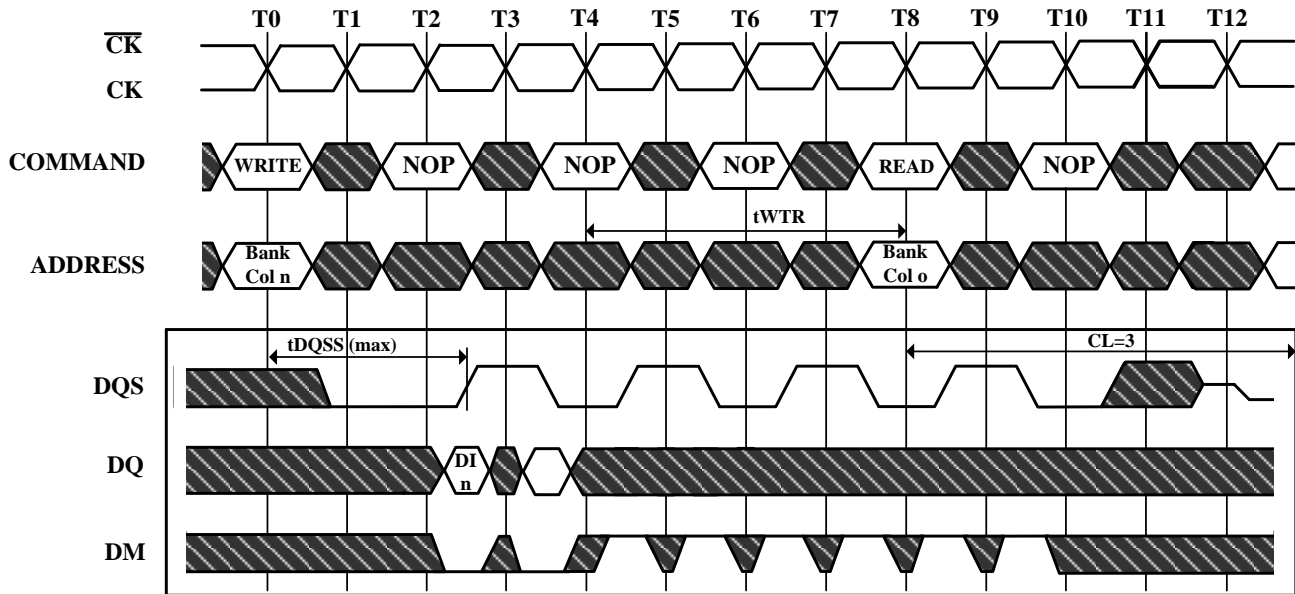 T0 T1 T2 T3 T4 T5 T6 T7 T8 T9 T10 T11 T12
CK
CK
COMMAND WRITE NOP NOP NOP READ NOP
tWTR
ADDRESS Bank Col n Bank Col o
tDQSS (max) CL=3
DQS
DQ DI n
DM